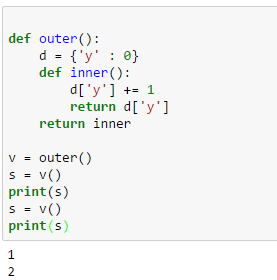 def outer():
    d = {'y' : 0}
    def inner():
        d['y'] += 1
        return d['y']
    return inner

v = outer()
s = v()
print(s)
s = v()
print(s)
1
2